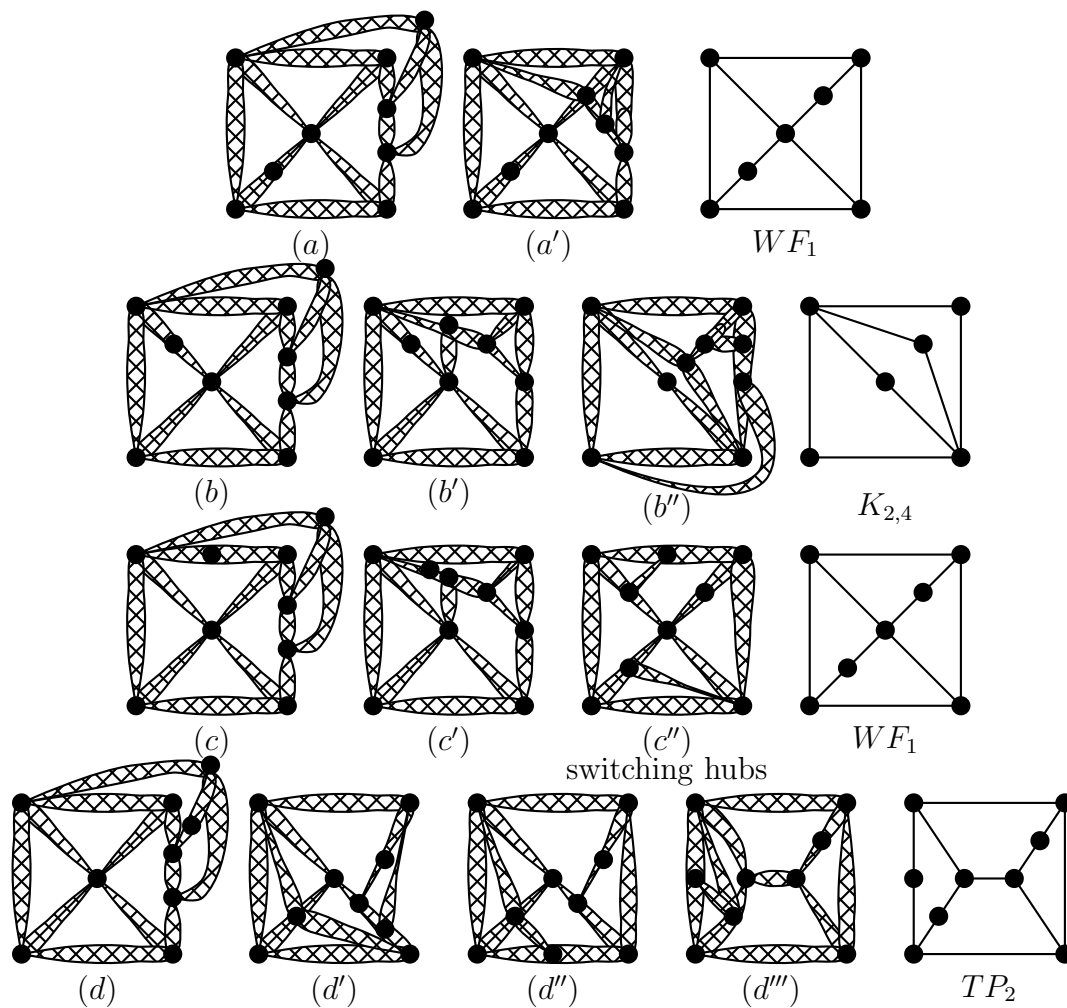 (a) (a′) WF₁
(b) (b′) (b″) K₂,₄
(c) (c′) (c″) WF₁
switching hubs
(d) (d′) (d″) (d‴) TP₂